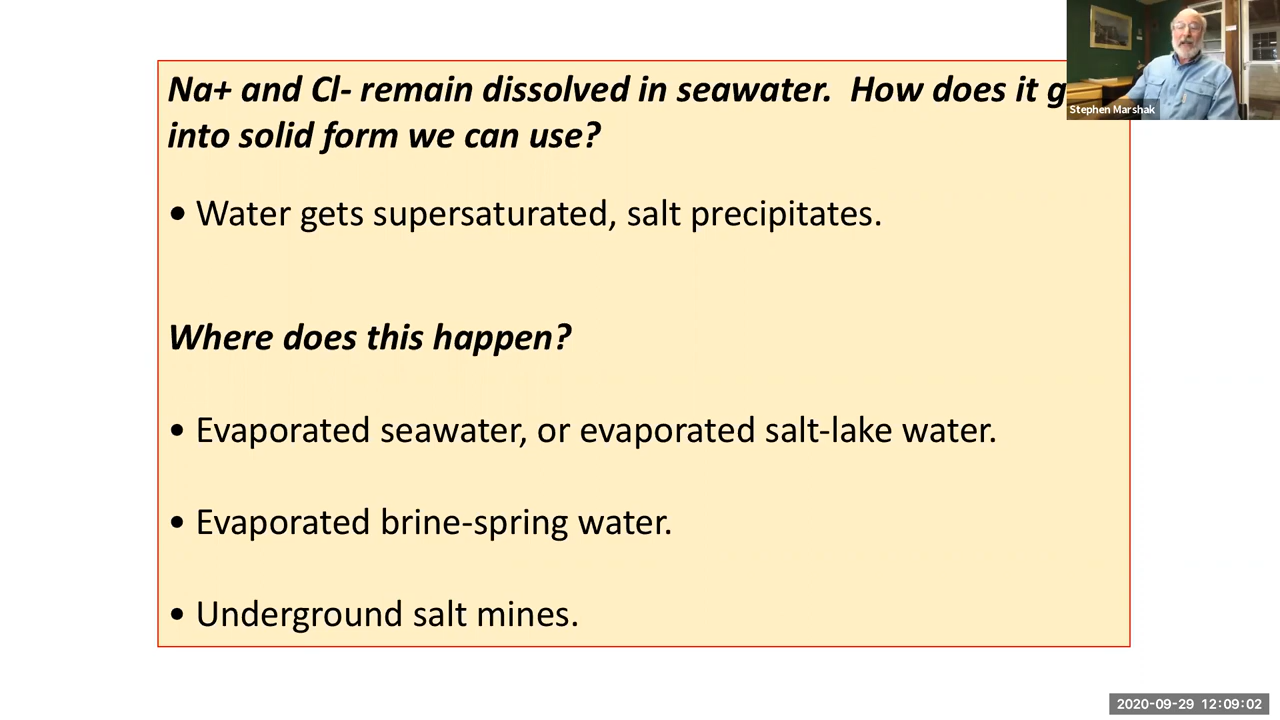 Na+ and Cl- remain dissolved in seawater. How does it g
into solid form we can use?
• Water gets supersaturated, salt precipitates.
Where does this happen?
• Evaporated seawater, or evaporated salt-lake water.
• Evaporated brine-spring water.
• Underground salt mines.
Stephen Marshak
2020-09-29 12:09:02